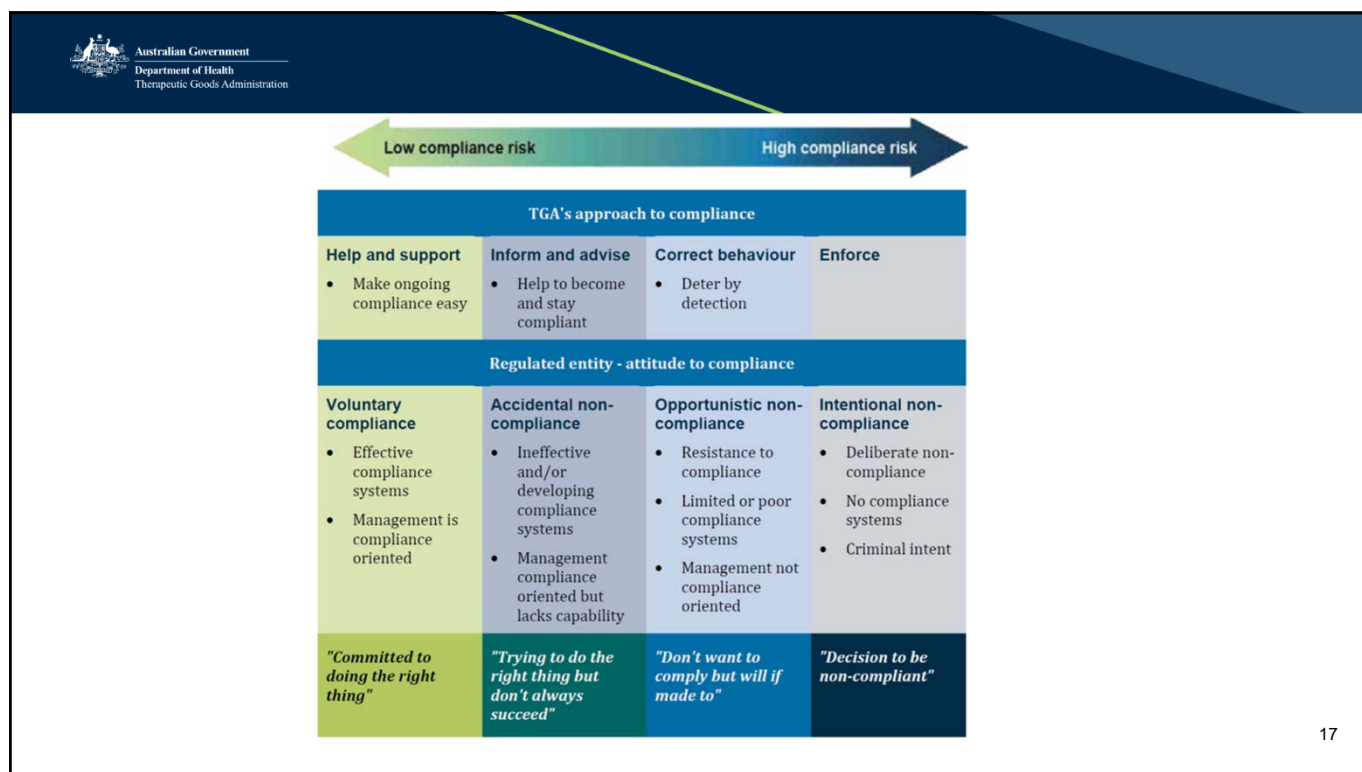 Australian Government
Department of Health
Therapeutic Goods Administration
Low compliance risk
High compliance risk
TGA's approach to compliance
Help and support
• Make ongoing
compliance easy
Inform and advise
• Help to become
and stay
compliant
Correct behaviour
• Deter by
detection
Enforce
Regulated entity - attitude to compliance
Voluntary
compliance
• Effective
compliance
systems
• Management is
compliance
oriented
Accidental non-
compliance
• Ineffective
and/or
developing
compliance
systems
• Management
compliance
oriented but
lacks capability
Opportunistic non-
compliance
• Resistance to
compliance
• Limited or poor
compliance
systems
• Management not
compliance
oriented
Intentional non-
compliance
• Deliberate non-
compliance
• No compliance
systems
• Criminal intent
"Committed to
doing the right
thing"
"Trying to do the
right thing but
don't always
succeed"
"Don't want to
comply but will if
made to"
"Decision to be
non-compliant"
17